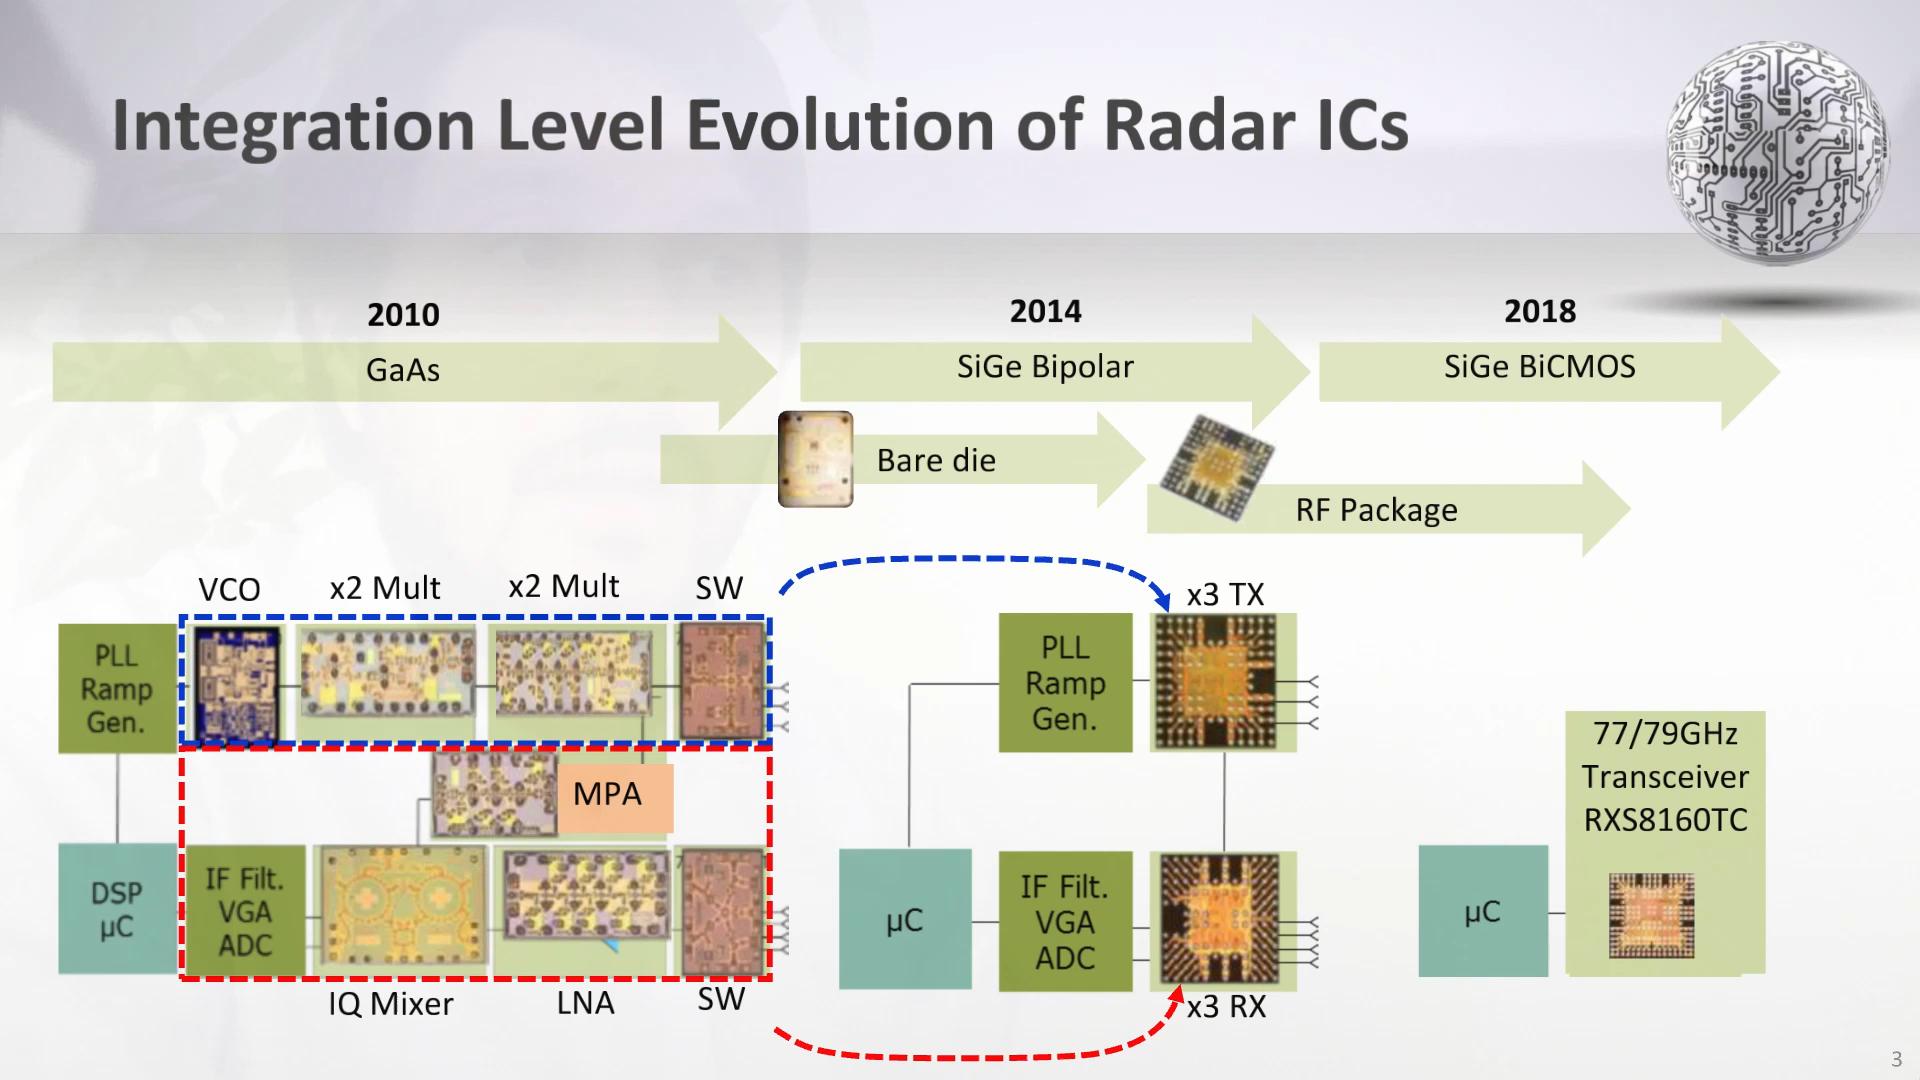 Integration Level Evolution of Radar ICs
2010
GaAs
2014
SiGe Bipolar
2018
SiGe BiCMOS
Bare die
RF Package
VCO
x2 Mult
x2 Mult
SW
PLL
Ramp
Gen.
MPA
DSP
µC
IF Filt.
VGA
ADC
IQ Mixer
LNA
SW
x3 TX
PLL
Ramp
Gen.
µC
IF Filt.
VGA
ADC
x3 RX
µC
77/79GHz
Transceiver
RXS8160TC
3